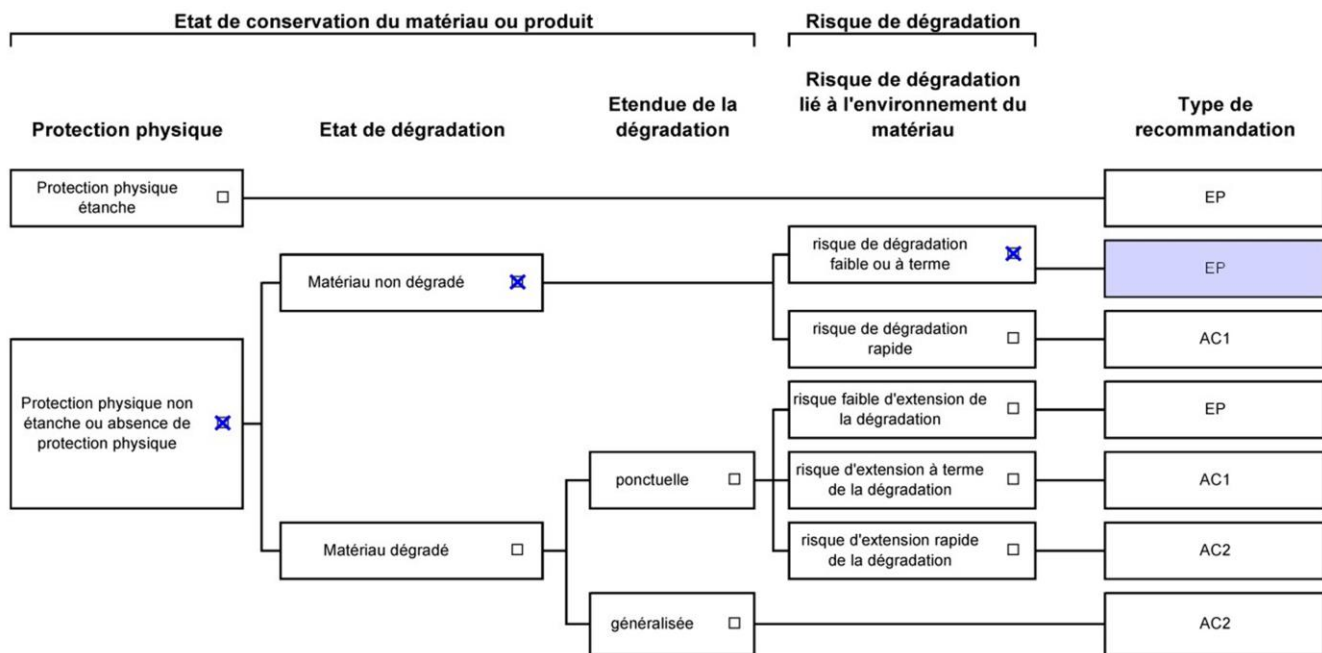 Etat de conservation du matériau ou produit
Risque de dégradation
Protection physique
Etat de dégradation
Etendue de la
dégradation
Risque de dégradation
lié à l'environnement du
matériau
Type de
recommandation
Protection physique
étanche
EP
Protection physique non
étanche ou absence de
protection physique
Matériau non dégradé
risque de dégradation
faible ou à terme
EP
risque de dégradation
rapide
AC1
Matériau dégradé
ponctuelle
risque faible d'extension de
la dégradation
EP
risque d'extension à terme
de la dégradation
AC1
risque d'extension rapide
de la dégradation
AC2
généralisée
AC2